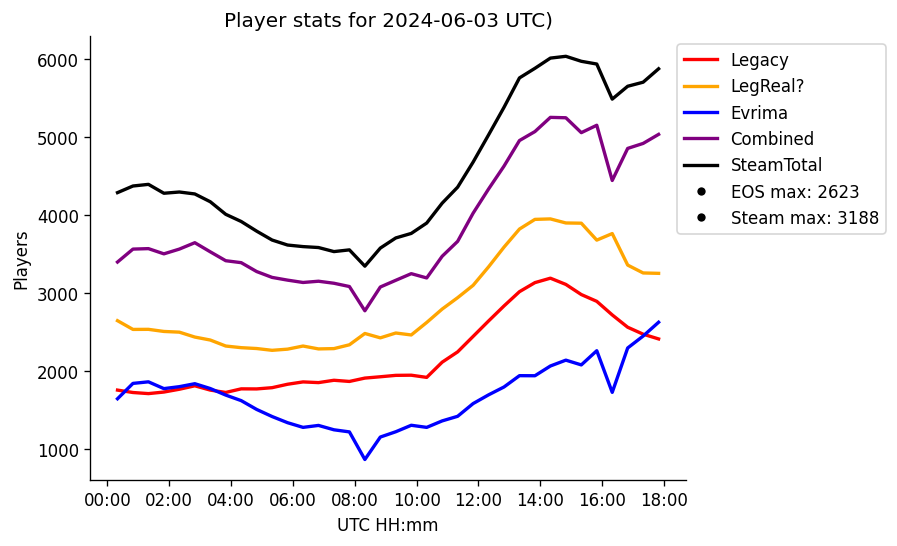 Player stats for 2024-06-03 UTC)
Legacy
LegReal?
Evrima
Combined
SteamTotal
EOS max: 2623
Steam max: 3188
Players
6000
5000
4000
3000
2000
1000
00:00 02:00 04:00 06:00 08:00 10:00 12:00 14:00 16:00 18:00
UTC HH:mm